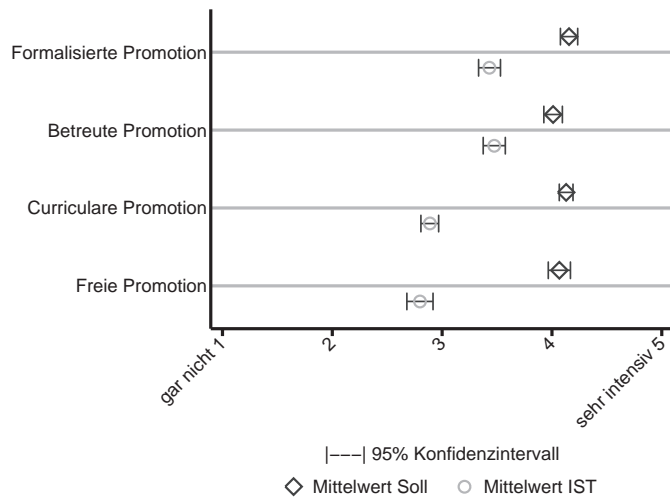 Formalisierte Promotion
Betreute Promotion
Curriculare Promotion
Freie Promotion
gar nicht 1
2
3
4
sehr intensiv 5
|−−−| 95% Konfidenzintervall
Mittelwert Soll
Mittelwert IST